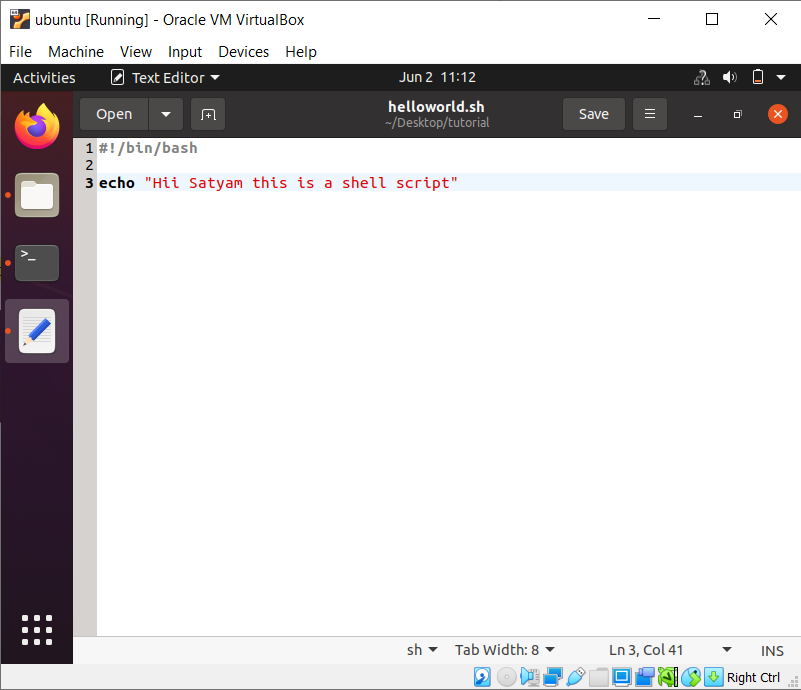 ubuntu [Running] - Oracle VM VirtualBox
File Machine View Input Devices Help
Activities Text Editor Jun 2 11:12
Open helloworld.sh Save
~/Desktop/tutorial
1 #!/bin/bash
2
3 echo "Hii Satyam this is a shell script"
>_
sh Tab Width: 8 Ln 3, Col 41 INS
Right Ctrl